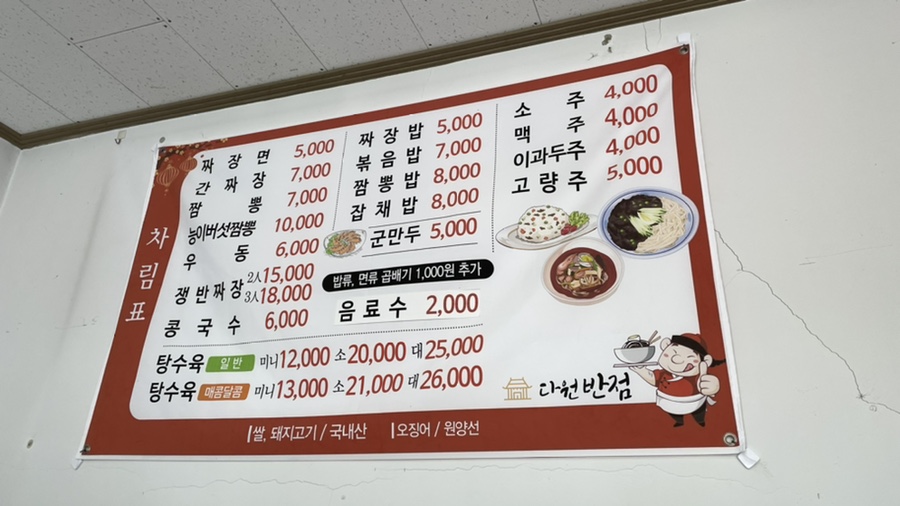 차림표
짜장면 5,000
간짜장 7,000
짬뽕 7,000
능이버섯짬뽕 10,000
우동 6,000
쟁반짜장 2人 15,000
3人 18,000
콩국수 6,000
짜장밥 5,000
볶음밥 7,000
짬뽕밥 8,000
잡채밥 8,000
군만두 5,000
밥류, 면류 곱배기 1,000원 추가
음료수 2,000
소주 4,000
맥주 4,000
이과두주 4,000
고량주 5,000
탕수육 일반 미니 12,000 소 20,000 대 25,000
탕수육 매콤달콤 미니 13,000 소 21,000 대 26,000
다원반점
쌀, 돼지고기 / 국내산 오징어 / 원양선